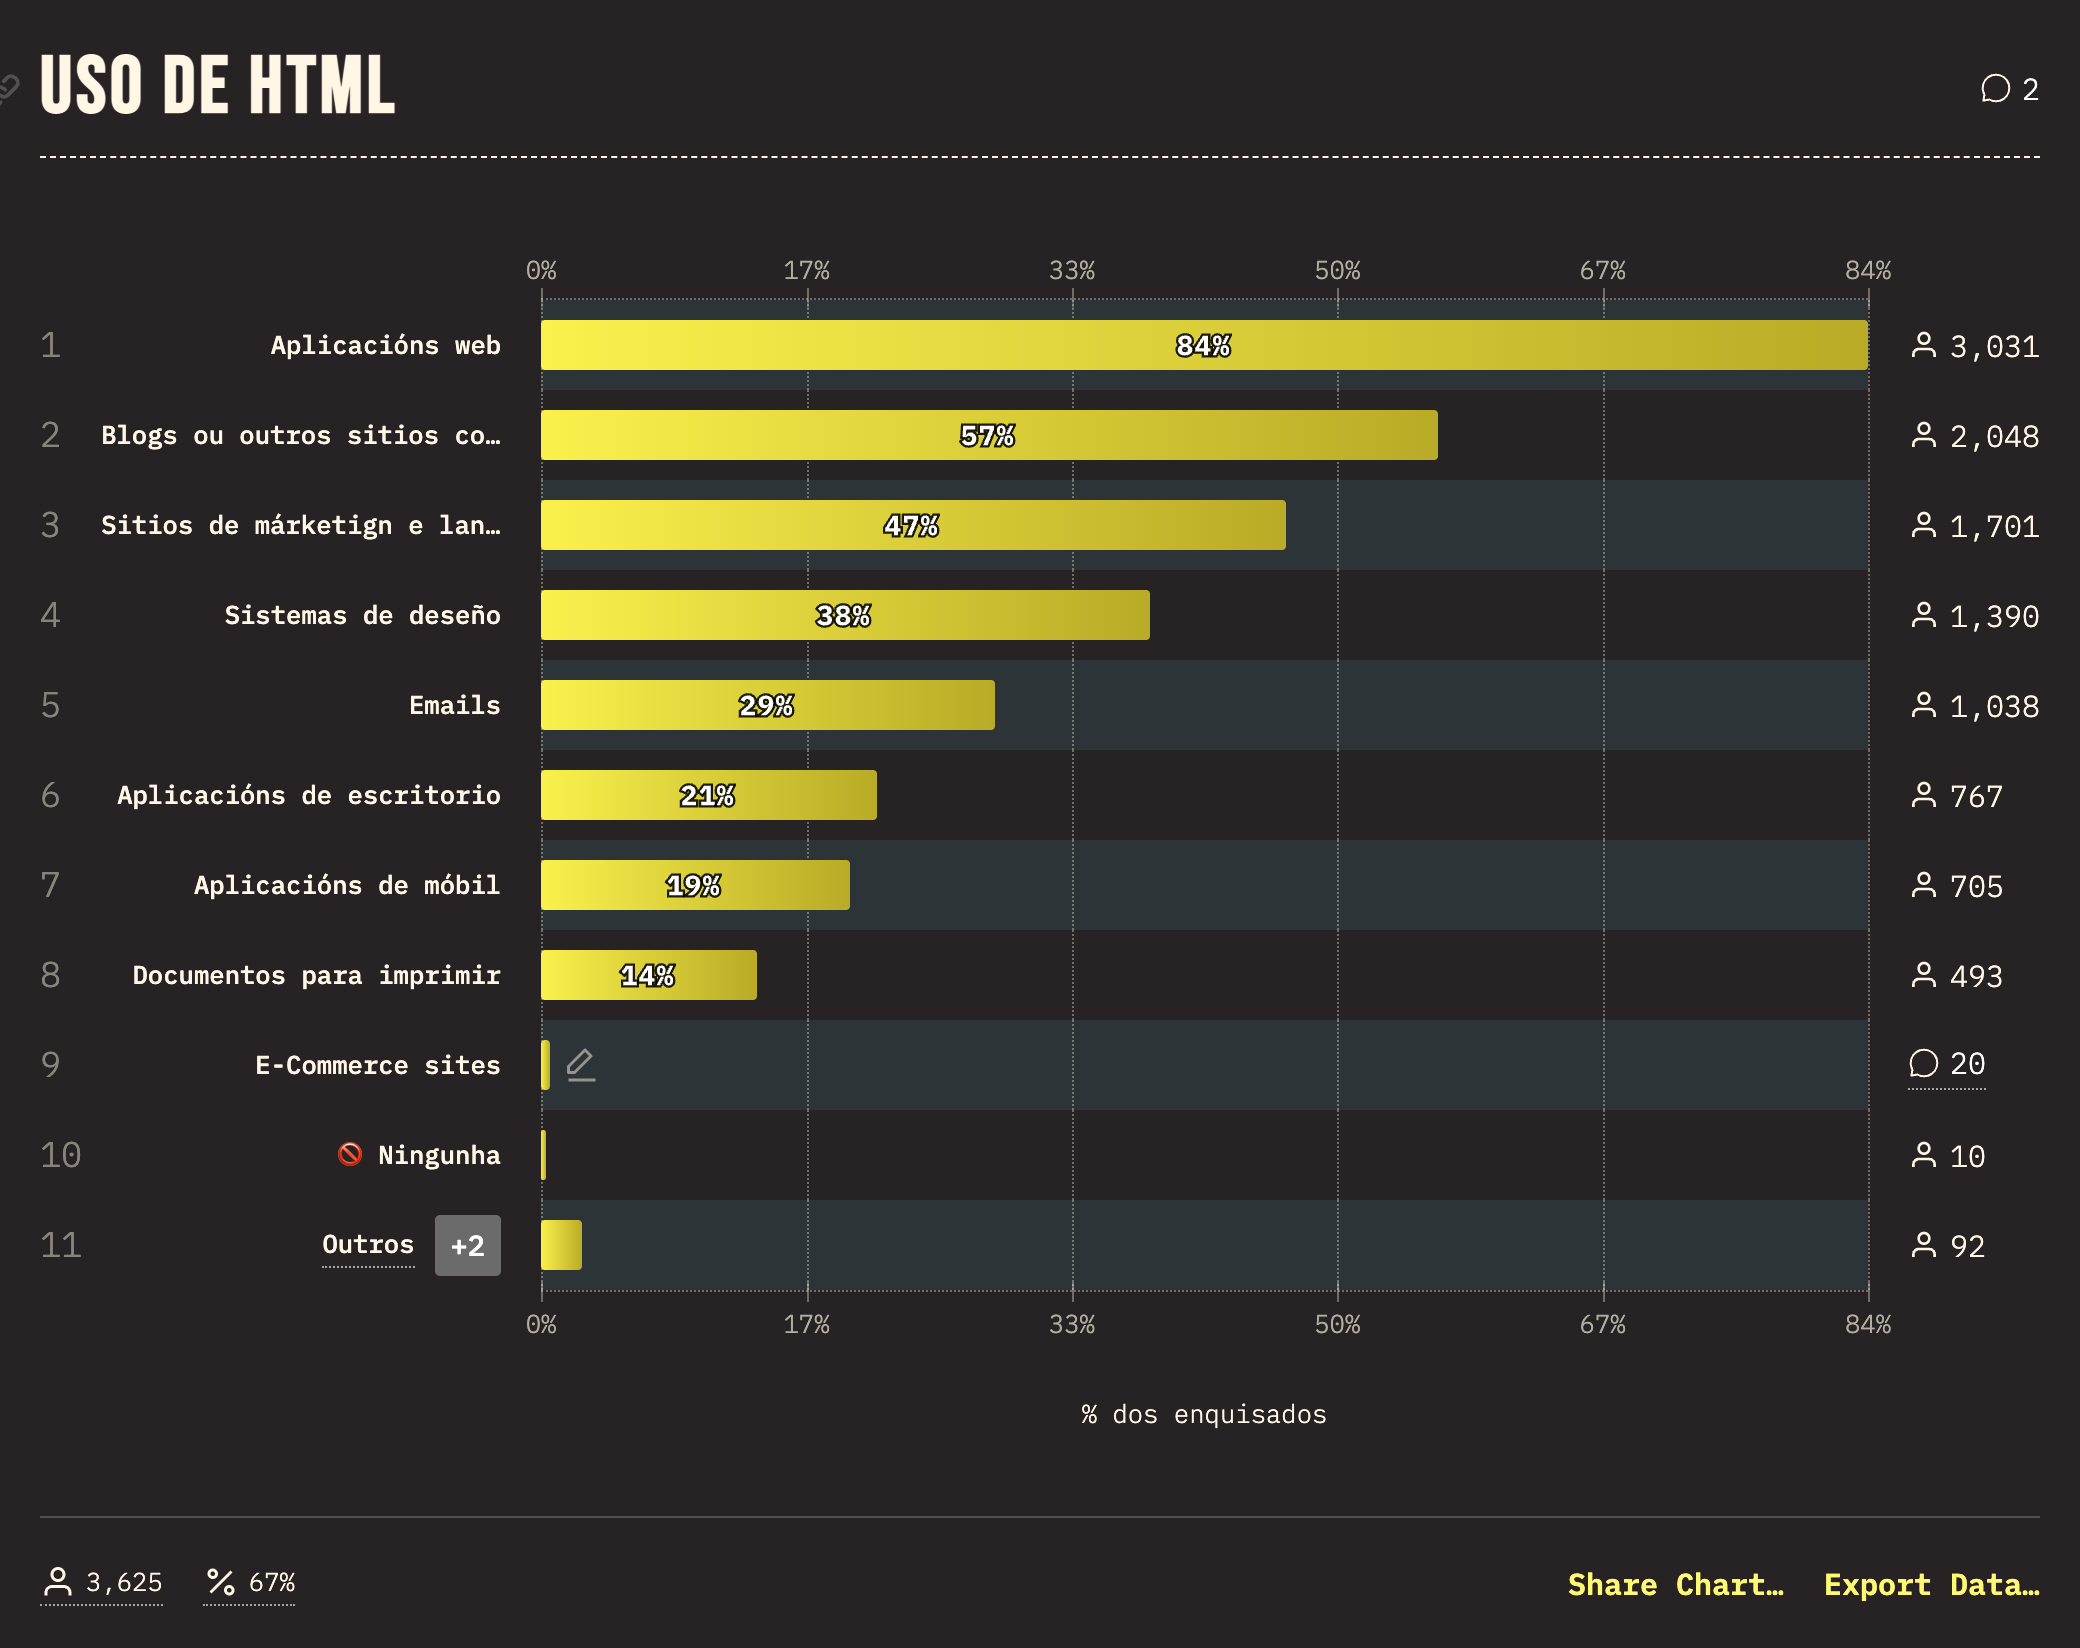 USO DE HTML
2
0% 17% 33% 50% 67% 84%
1 Aplicacións web 84% 3,031
2 Blogs ou outros sitios co… 57% 2,048
3 Sitios de márketign e lan… 47% 1,701
4 Sistemas de deseño 38% 1,390
5 Emails 29% 1,038
6 Aplicacións de escritorio 21% 767
7 Aplicacións de móbil 19% 705
8 Documentos para imprimir 14% 493
9 E-Commerce sites 20
10 🚫 Ningunha 10
11 Outros +2 92
0% 17% 33% 50% 67% 84%
% dos enquisados
3,625 % 67% Share Chart… Export Data…